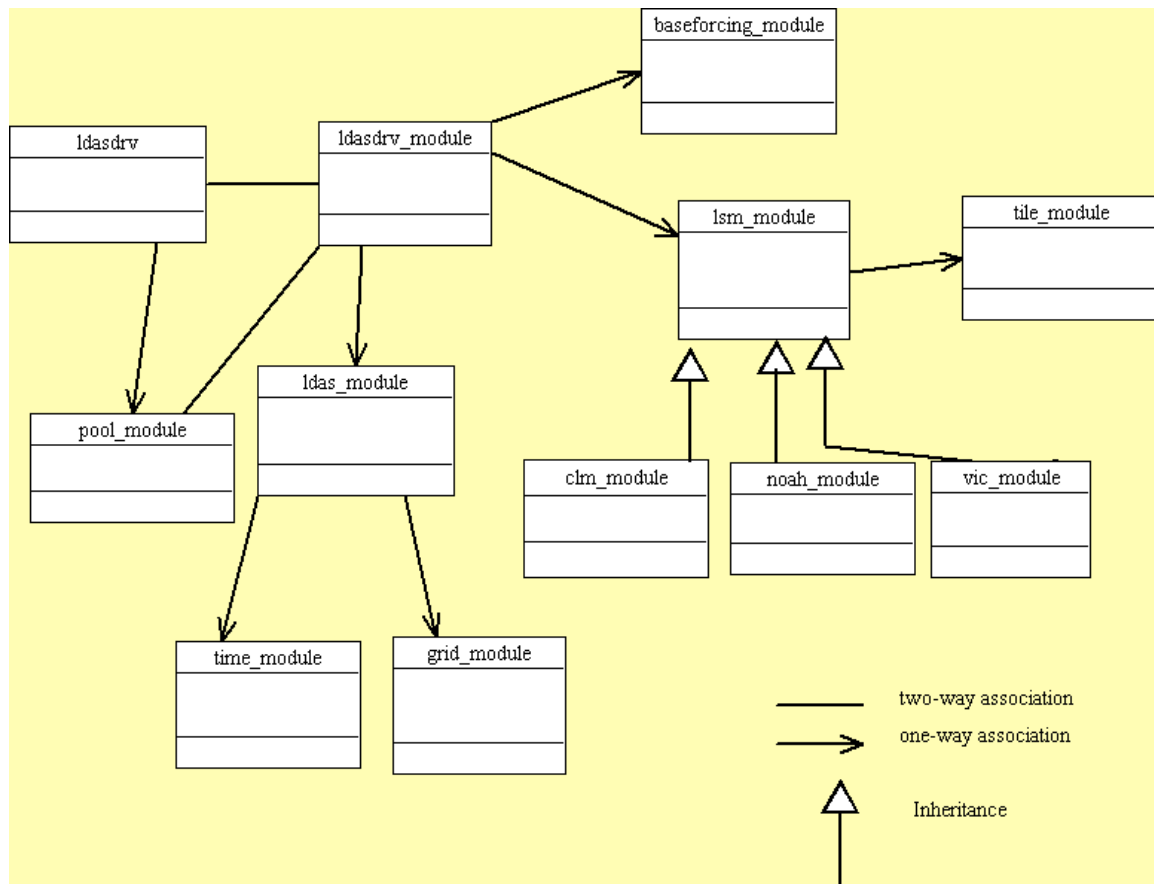 baseforcing_module
ldasdrv
ldasdrv_module
lsm_module
tile_module
ldas_module
pool_module
clm_module
noah_module
vic_module
time_module
grid_module
two-way association
one-way association
Inheritance